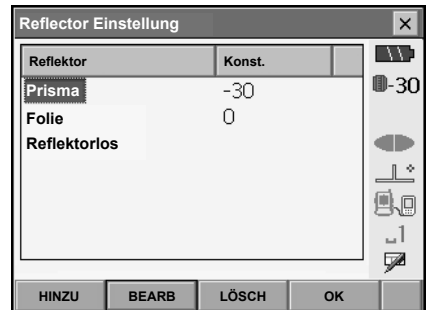 Reflector Einstellung ×
Reflektor Konst.
Prisma -30
Folie 0
Reflektorlos
-30
1
HINZU BEARB LÖSCH OK